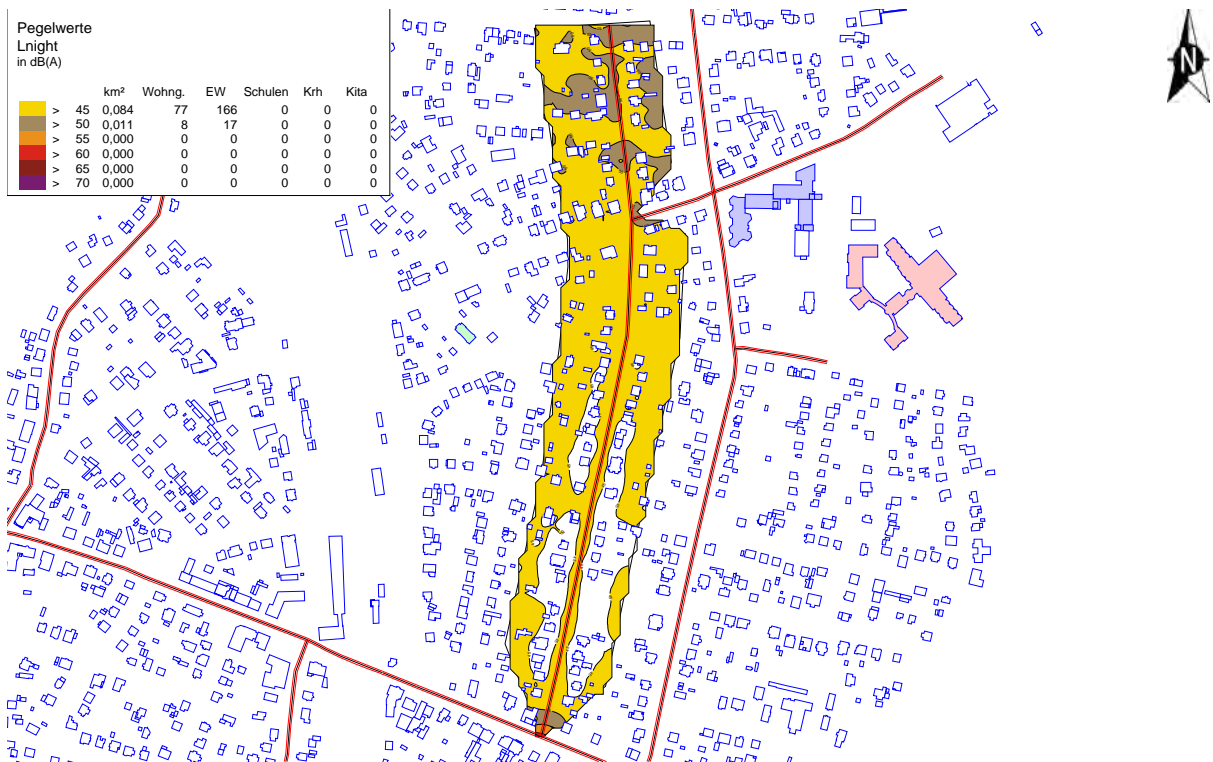 Pegelwerte
Lnight
in dB(A)
km² Wohng. EW Schulen Krh Kita
> 45 0,084 77 166 0 0 0
> 50 0,011 8 17 0 0 0
> 55 0,000 0 0 0 0 0
> 60 0,000 0 0 0 0 0
> 65 0,000 0 0 0 0 0
> 70 0,000 0 0 0 0 0
N